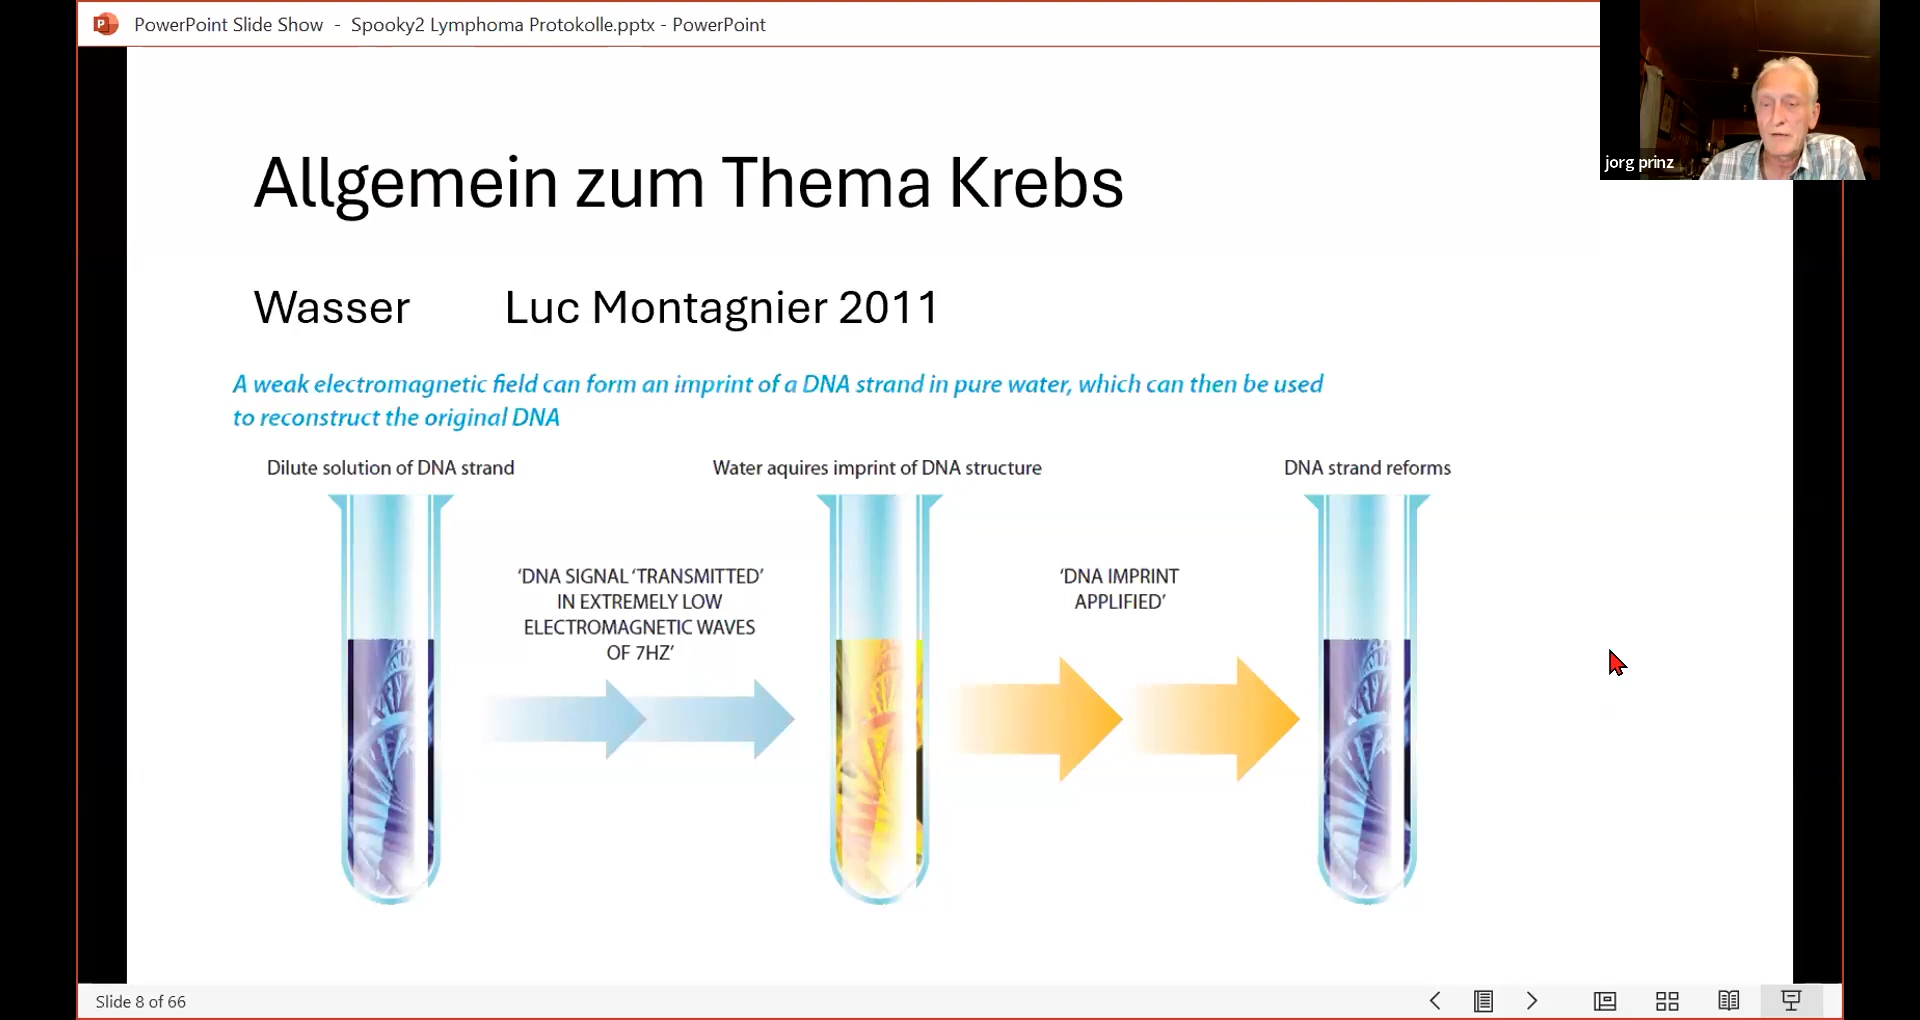 PowerPoint Slide Show - Spooky2 Lymphoma Protokolle.pptx - PowerPoint
jorg prinz
Allgemein zum Thema Krebs
Wasser Luc Montagnier 2011
A weak electromagnetic field can form an imprint of a DNA strand in pure water, which can then be used
to reconstruct the original DNA
Dilute solution of DNA strand
Water aquires imprint of DNA structure
DNA strand reforms
‘DNA SIGNAL ‘TRANSMITTED’
IN EXTREMELY LOW
ELECTROMAGNETIC WAVES
OF 7HZ’
‘DNA IMPRINT
APPLIFIED’
Slide 8 of 66